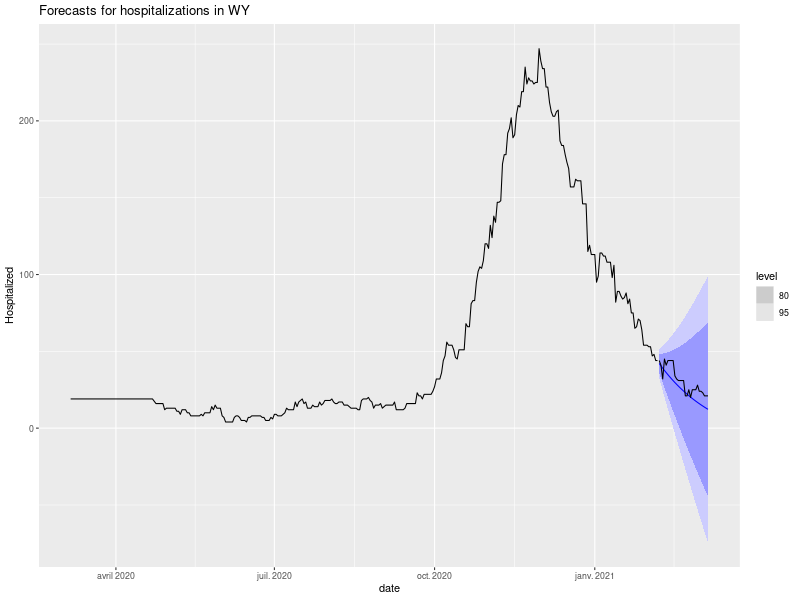 Forecasts for hospitalizations in WY
Hospitalized
200
100
0
avril 2020
juil. 2020
oct. 2020
janv. 2021
date
level
80
95